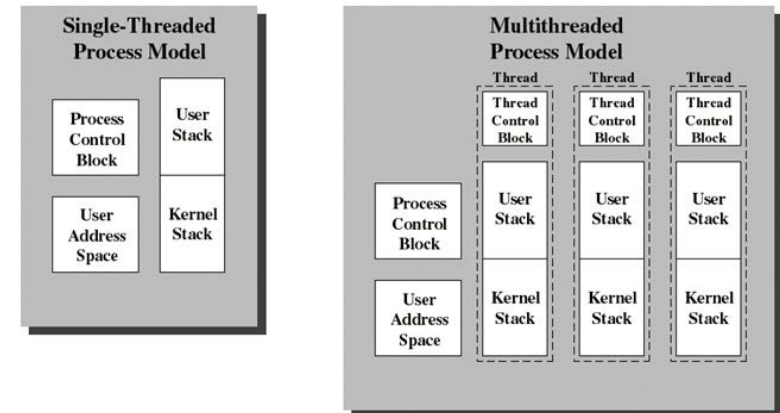 Single-Threaded
Process Model
Process
Control
Block
User
Stack
User
Address
Space
Kernel
Stack
Multithreaded
Process Model
Thread
Thread
Thread
Thread
Control
Block
Thread
Control
Block
Thread
Control
Block
Process
Control
Block
User
Stack
User
Stack
User
Stack
User
Address
Space
Kernel
Stack
Kernel
Stack
Kernel
Stack